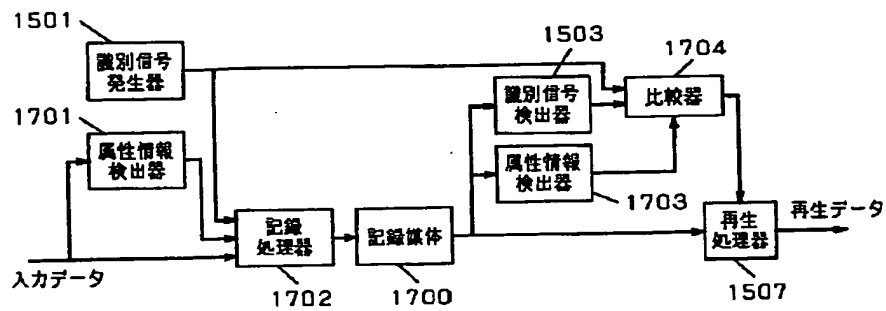 1501
識別信号
発生器
1701
属性情報
検出器
入力データ
記録
処理器
1702
記録媒体
1700
1503
識別信号
検出器
属性情報
検出器
1703
1704
比較器
再生
処理器
1507
再生データ